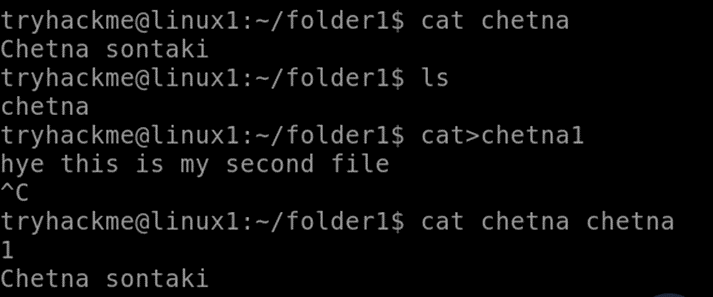 tryhackme@linux1:~/folder1$ cat chetna
Chetna sontaki
tryhackme@linux1:~/folder1$ ls
chetna
tryhackme@linux1:~/folder1$ cat>chetna1
hye this is my second file
^C
tryhackme@linux1:~/folder1$ cat chetna chetna
1
Chetna sontaki